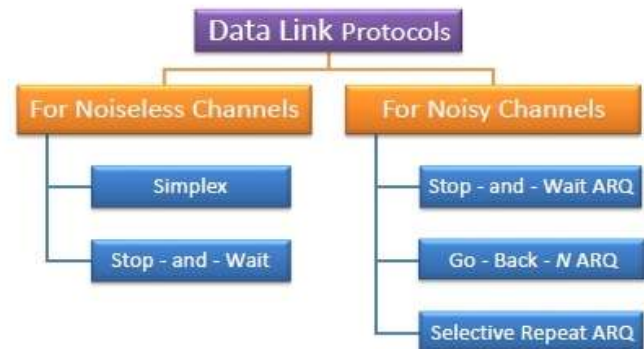 Data Link Protocols
For Noiseless Channels
Simplex
Stop - and - Wait
For Noisy Channels
Stop - and - Wait ARQ
Go - Back - N ARQ
Selective Repeat ARQ